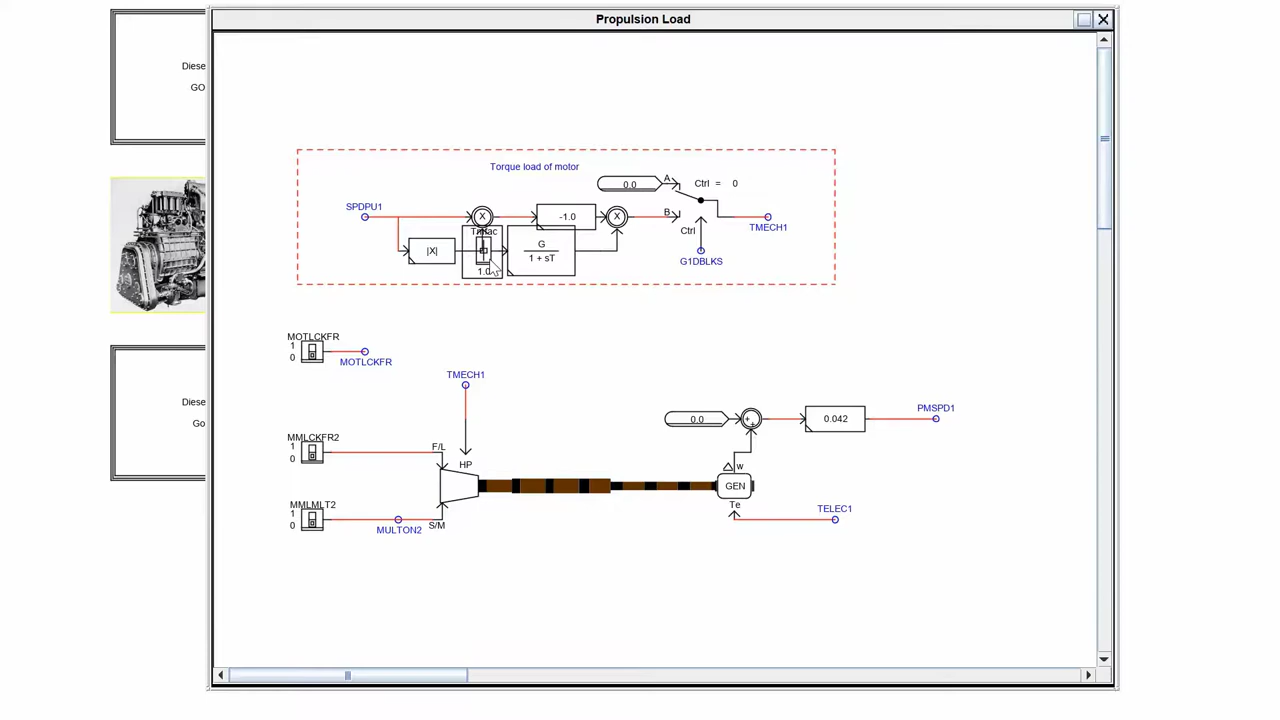 Propulsion Load
Diese
GO
Torque load of motor
0.0
A
Ctrl = 0
SPDPU1
X
-1.0
X
B
TMECH1
Ctrl
|X|
1.0
G
1 + sT
G1DBLKS
MOTLCKFR
1
0
MOTLCKFR
TMECH1
PMSPD1
0.0
+
+
0.042
MMLCKFR2
1
0
F/L
HP
w
GEN
Te
MMLMLT2
1
0
MULTON2
S/M
TELEC1
Diese
Go